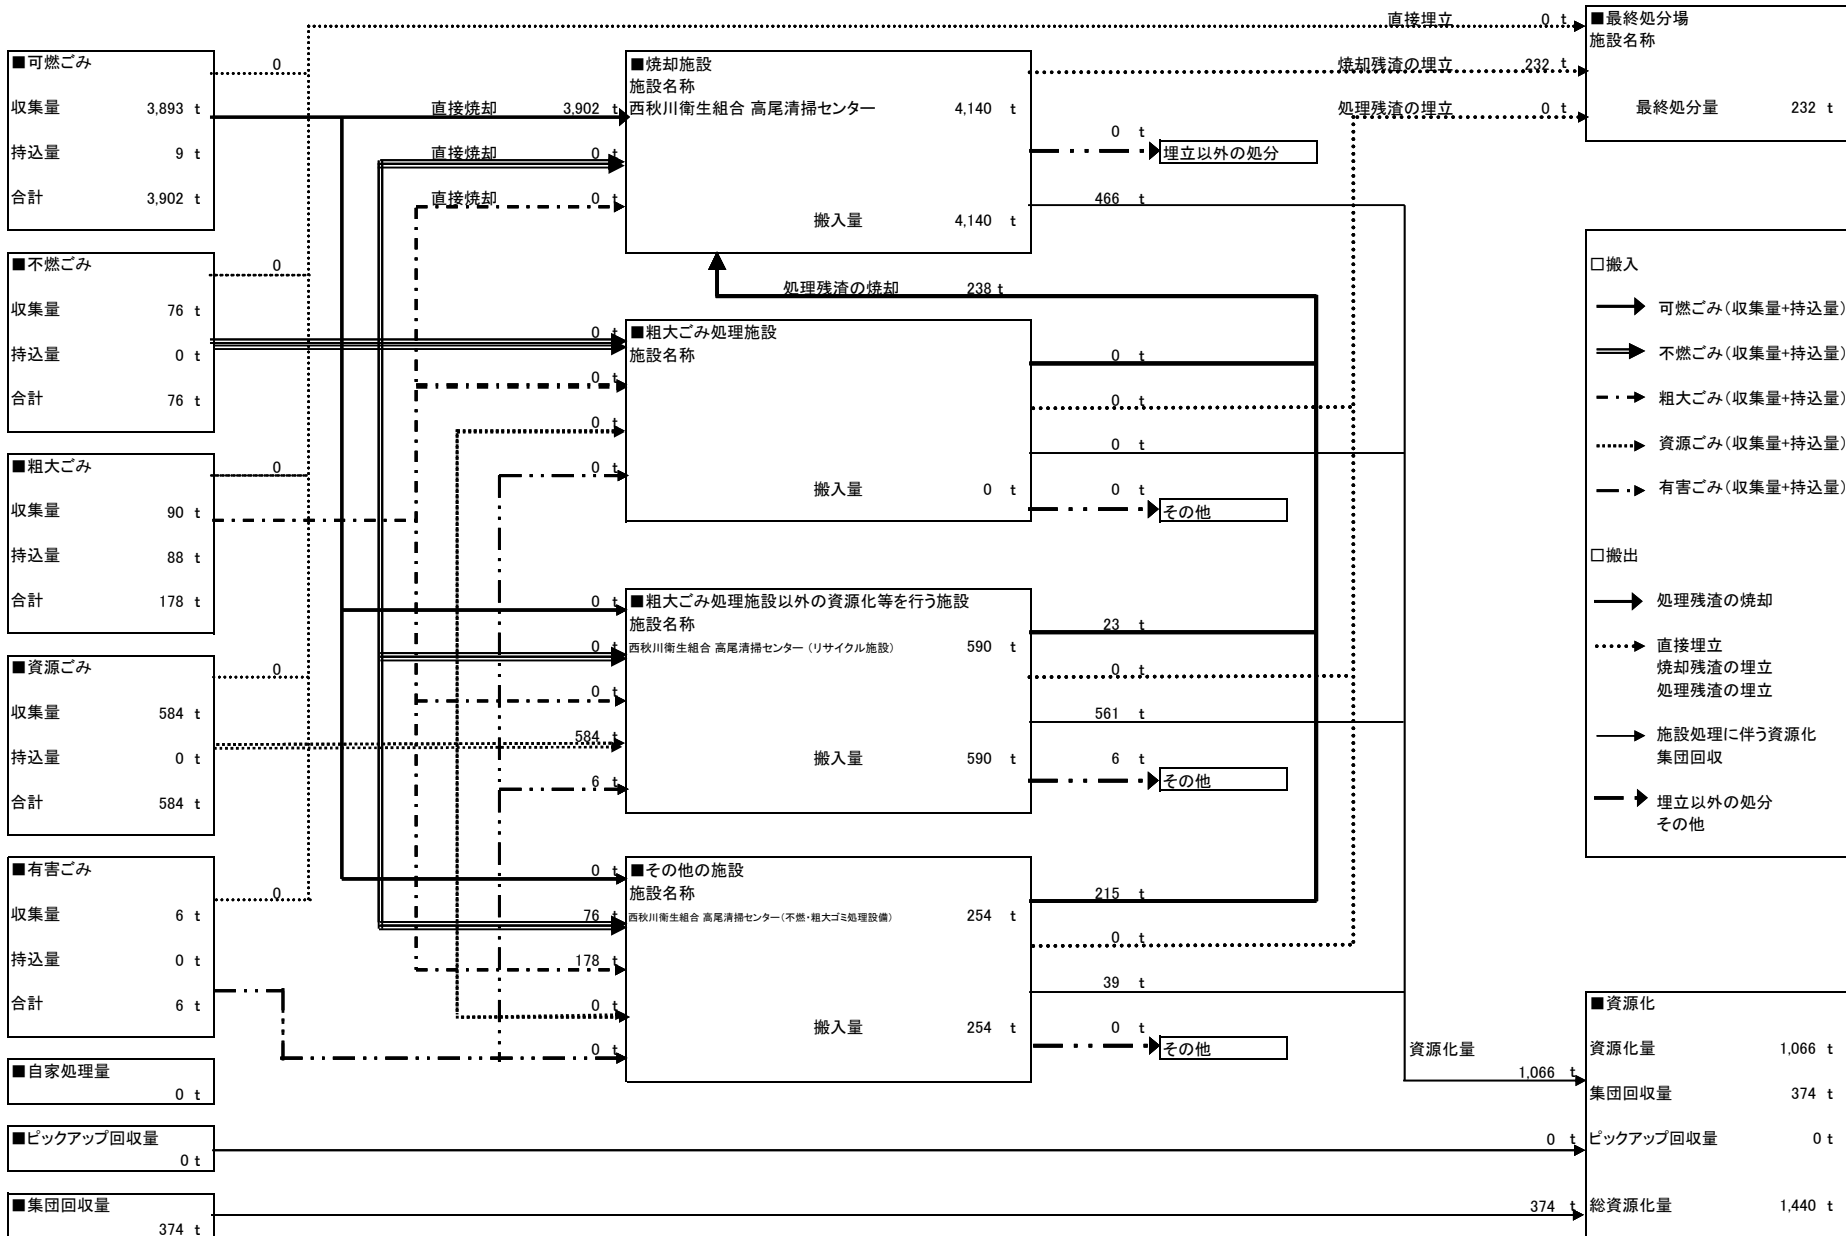 ■可燃ごみ
収集量 3,893 t
持込量 9 t
合計 3,902 t
0
■不燃ごみ
収集量 76 t
持込量 0 t
合計 76 t
0
■粗大ごみ
収集量 90 t
持込量 88 t
合計 178 t
0
■資源ごみ
収集量 584 t
持込量 0 t
合計 584 t
0
■有害ごみ
収集量 6 t
持込量 0 t
合計 6 t
0
■自家処理量
0 t
■ピックアップ回収量
0 t
■集団回収量
374 t
直接焼却 3,902 t
直接焼却 0 t
直接焼却 0 t
■焼却施設
施設名称
西秋川衛生組合 高尾清掃センター 4,140 t
搬入量 4,140 t
処理残渣の焼却 238 t
0 t
0 t
0 t
0 t
■粗大ごみ処理施設
施設名称
搬入量 0 t
0 t
0 t
0 t
584 t
6 t
■粗大ごみ処理施設以外の資源化等を行う施設
施設名称
西秋川衛生組合 高尾清掃センター（リサイクル施設） 590 t
搬入量 590 t
0 t
76 t
178 t
0 t
0 t
■その他の施設
施設名称
西秋川衛生組合 高尾清掃センター（不燃・粗大ゴミ処理設備） 254 t
搬入量 254 t
直接埋立 0 t
焼却残渣の埋立 232 t
処理残渣の埋立 0 t
0 t
埋立以外の処分
466 t
0 t
0 t
0 t
0 t
その他
23 t
0 t
561 t
6 t
その他
215 t
0 t
39 t
0 t
その他
資源化量
1,066 t
0 t
374 t
■最終処分場
施設名称
最終処分量 232 t
□搬入
可燃ごみ（収集量+持込量）
不燃ごみ（収集量+持込量）
粗大ごみ（収集量+持込量）
資源ごみ（収集量+持込量）
有害ごみ（収集量+持込量）
□搬出
処理残渣の焼却
直接埋立
焼却残渣の埋立
処理残渣の埋立
施設処理に伴う資源化
集団回収
埋立以外の処分
その他
■資源化
資源化量 1,066 t
集団回収量 374 t
ピックアップ回収量 0 t
総資源化量 1,440 t